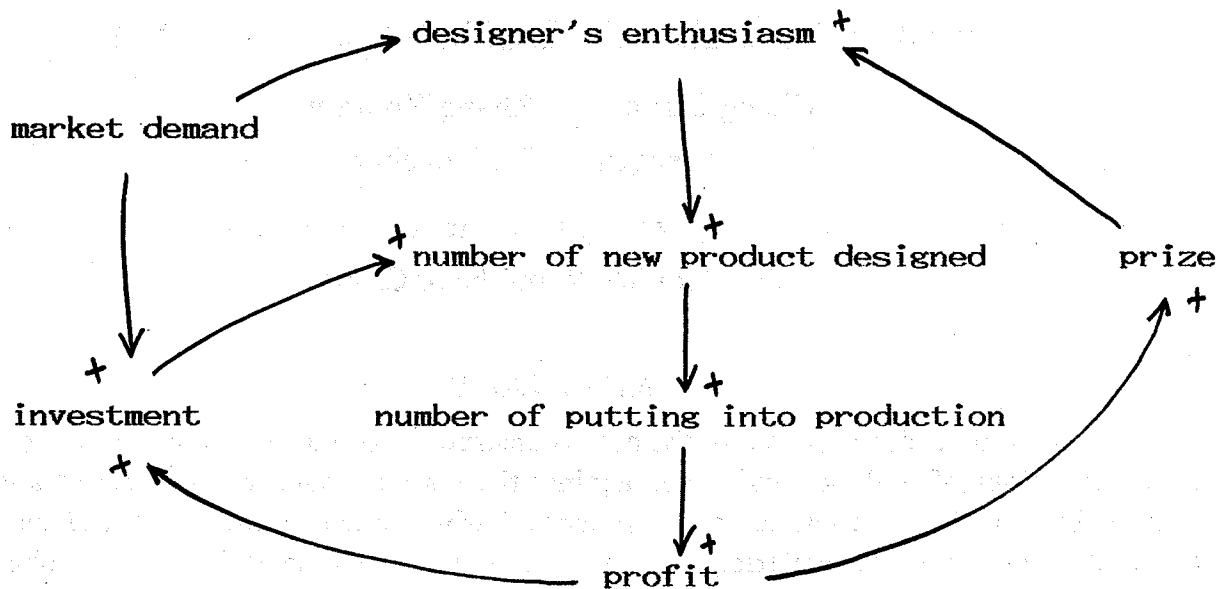 designer's enthusiasm +
market demand
+
+ number of new product designed
prize
+
+
+
investment
number of putting into production
+
+
profit